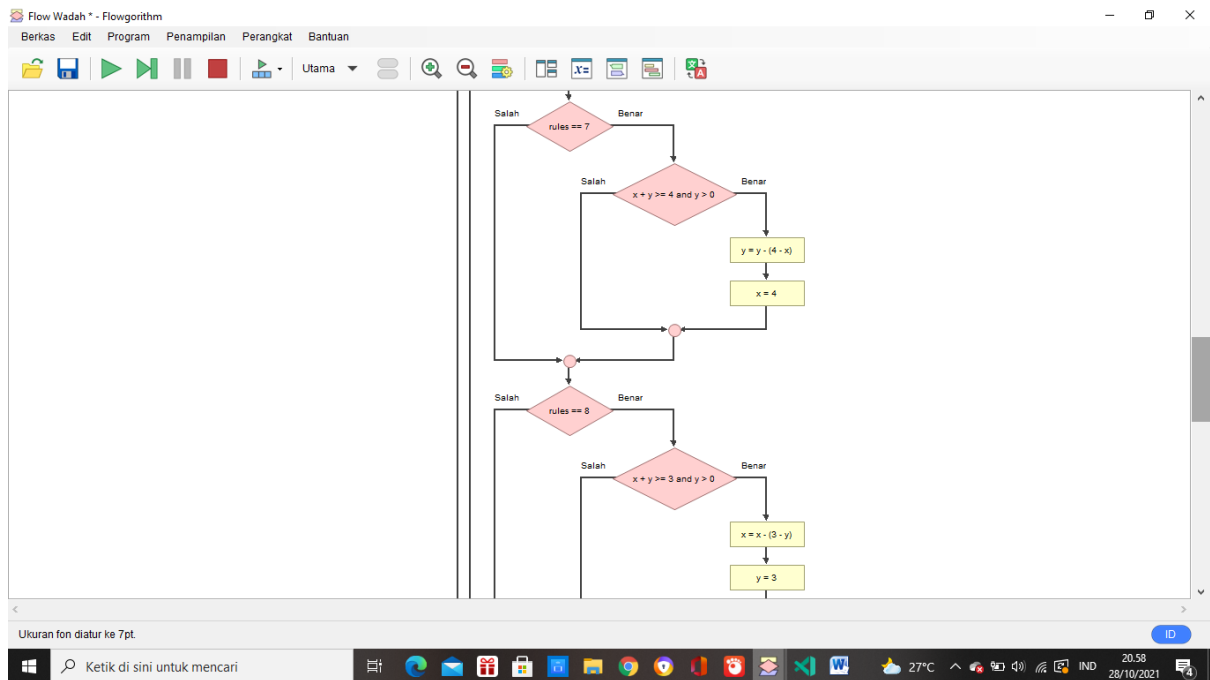 Flow Wadah * - Flowgorithm
Berkas Edit Program Penampilan Perangkat Bantuan
Utama
Salah
Benar
rules == 7
Salah
Benar
x + y >= 4 and y > 0
y = y - (4 - x)
x = 4
Salah
Benar
rules == 8
Salah
Benar
x + y >= 3 and y > 0
x = x - (3 - y)
y = 3
Ukuran fon diatur ke 7pt.
ID
Ketik di sini untuk mencari
27°C
IND
20.58
28/10/2021
4